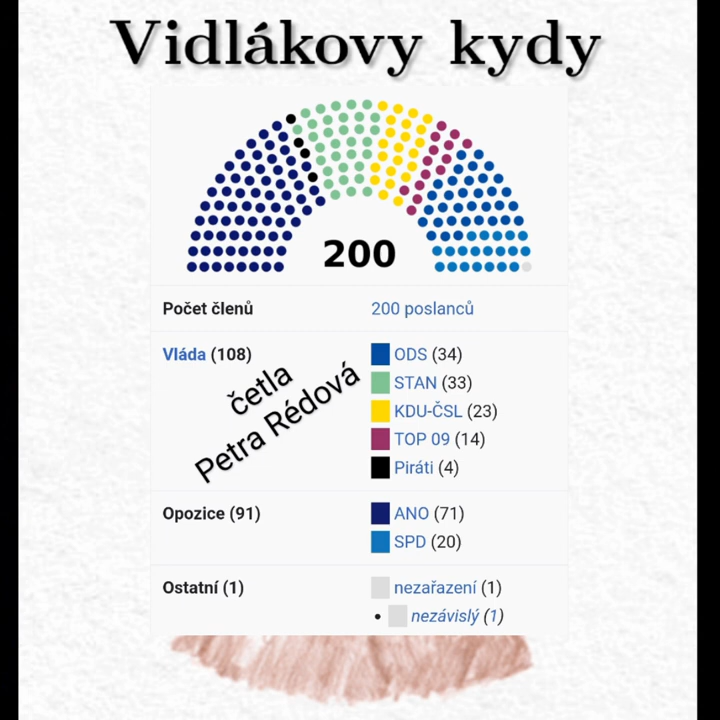 Vidlákovy kydy
200
Počet členů 200 poslanců
Vláda (108) ODS (34)
STAN (33)
KDU-ČSL (23)
TOP 09 (14)
Piráti (4)
četla
Petra Rédová
Opozice (91) ANO (71)
SPD (20)
Ostatní (1) nezařazení (1)
• nezávislý (1)